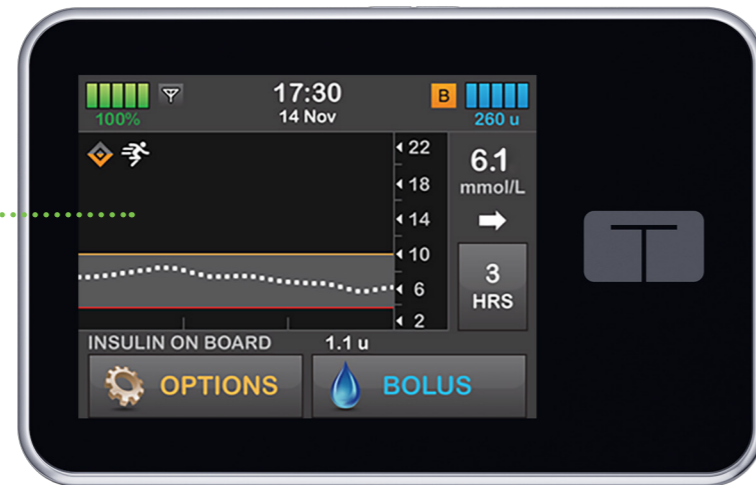 17:30
B
100%
14 Nov
260 u
22
6.1
18
mmol/L
14
10
3
6
HRS
2
INSULIN ON BOARD 1.1 u
OPTIONS
BOLUS